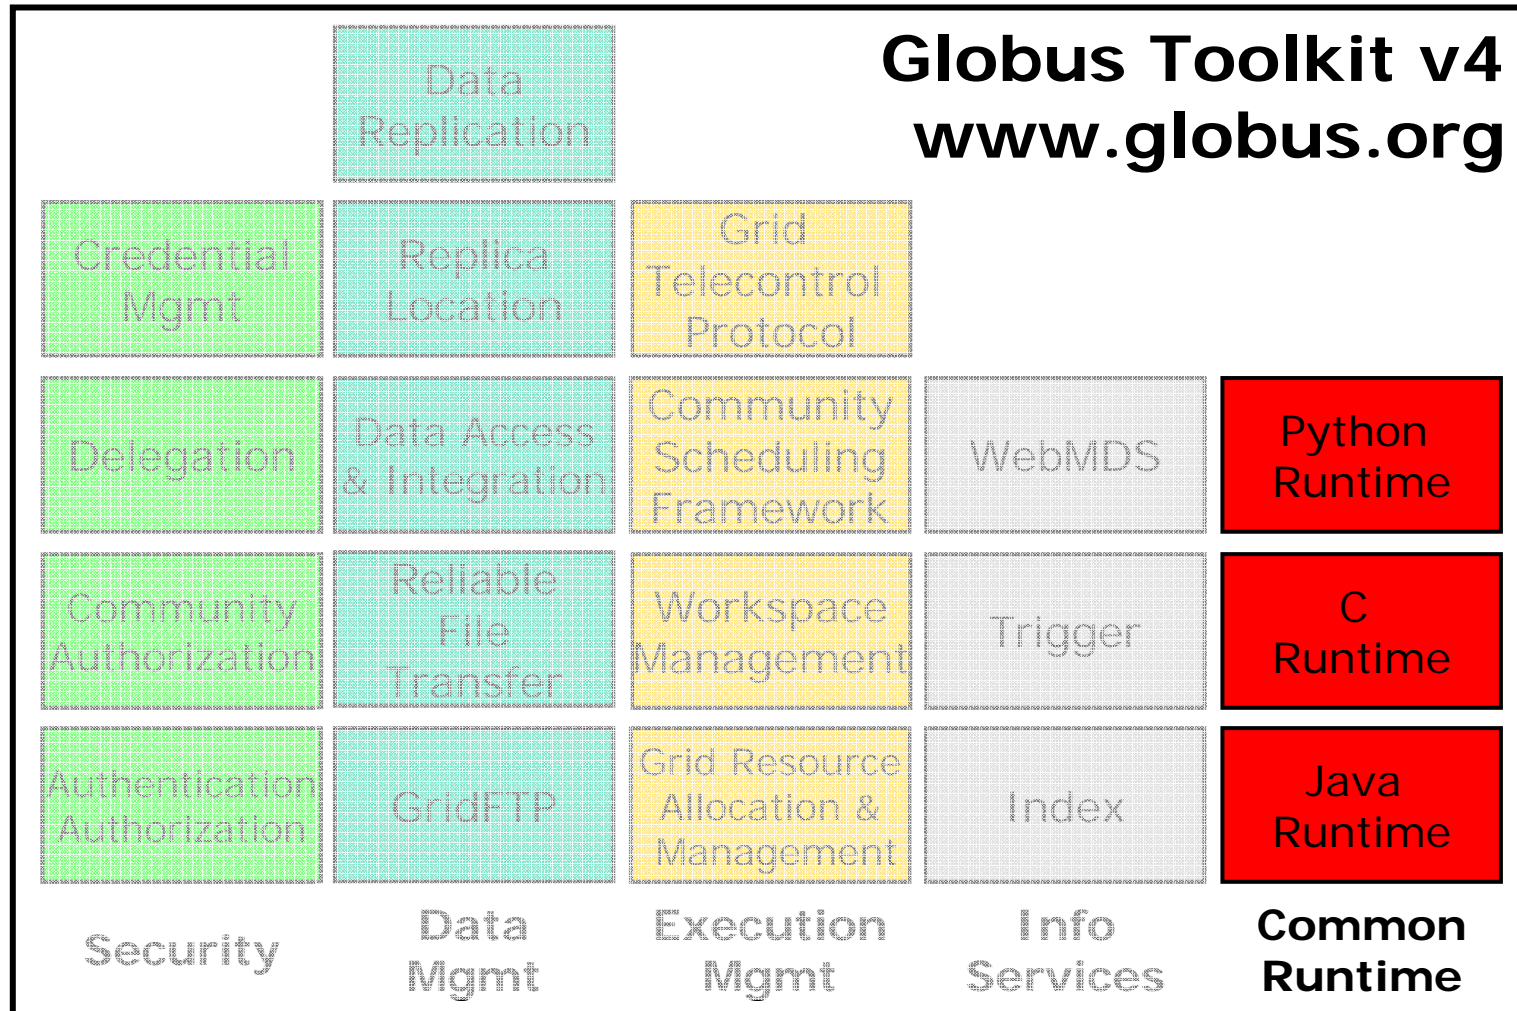 Globus Toolkit v4
www.globus.org
Data
Replication
Credential
Mgmt
Replica
Location
Grid
Telecontrol
Protocol
Delegation
Data Access
& Integration
Community
Scheduling
Framework
WebMDS
Python
Runtime
Community
Authorization
Reliable
File
Transfer
Workspace
Management
Trigger
C
Runtime
Authentication
Authorization
GridFTP
Grid Resource
Allocation &
Management
Index
Java
Runtime
Security
Data
Mgmt
Execution
Mgmt
Info
Services
Common
Runtime